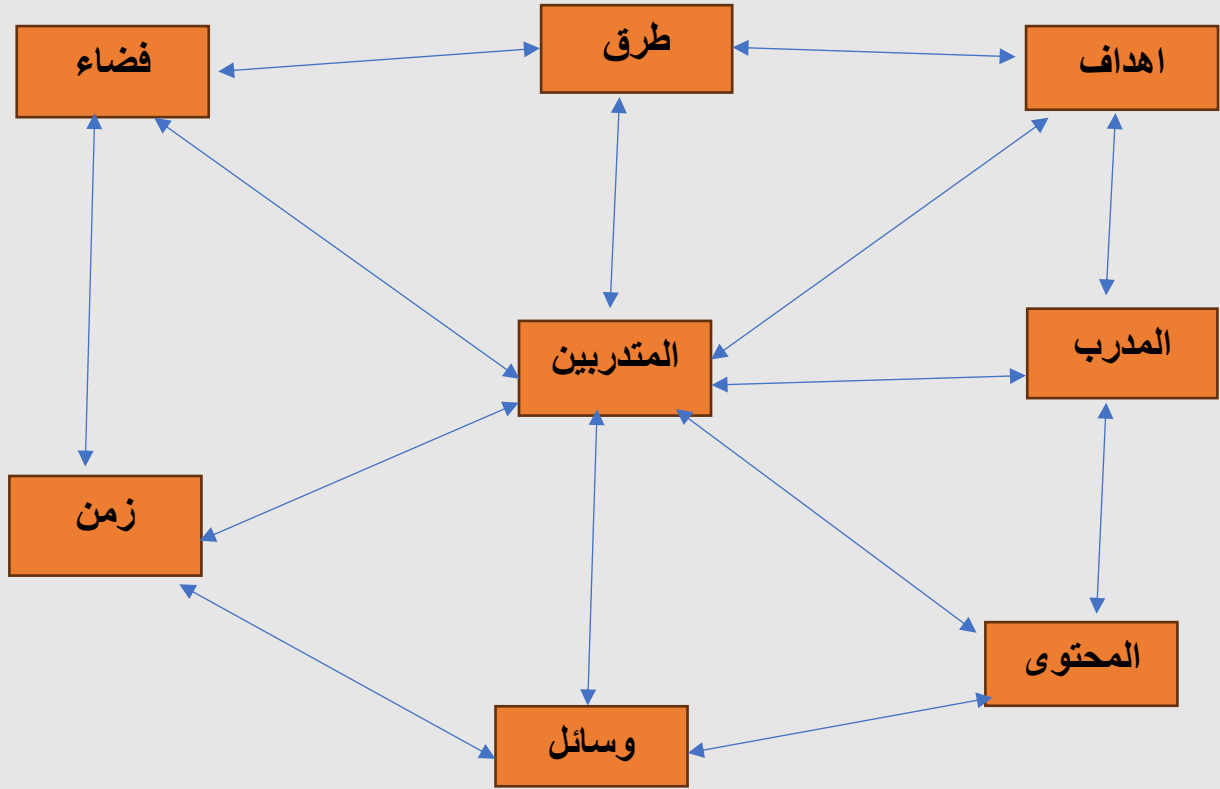 اهداف
طرق
فضاء
المدرب
المتدربين
زمن
المحتوى
وسائل